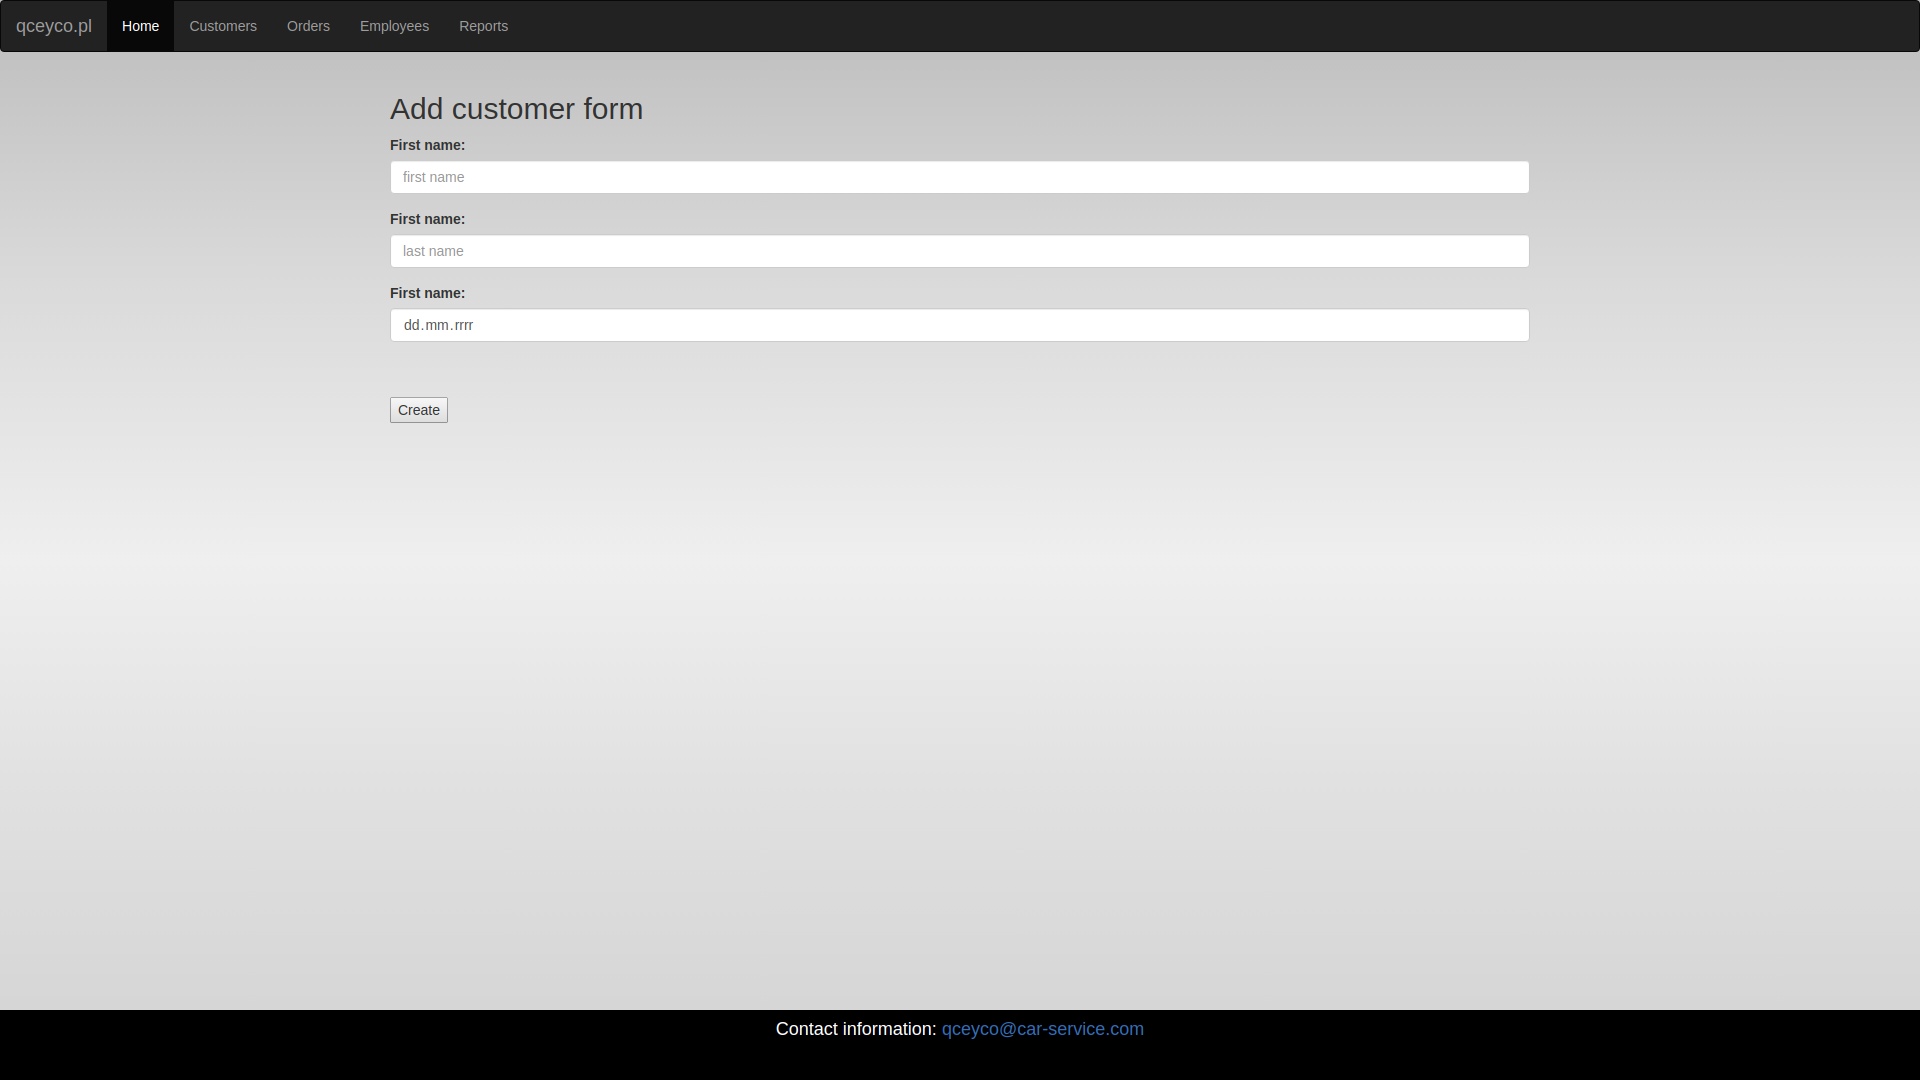 qceyco.pl Home Customers Orders Employees Reports
Add customer form
First name:
first name
First name:
last name
First name:
dd.mm.rrrr
Create
Contact information: qceyco@car-service.com